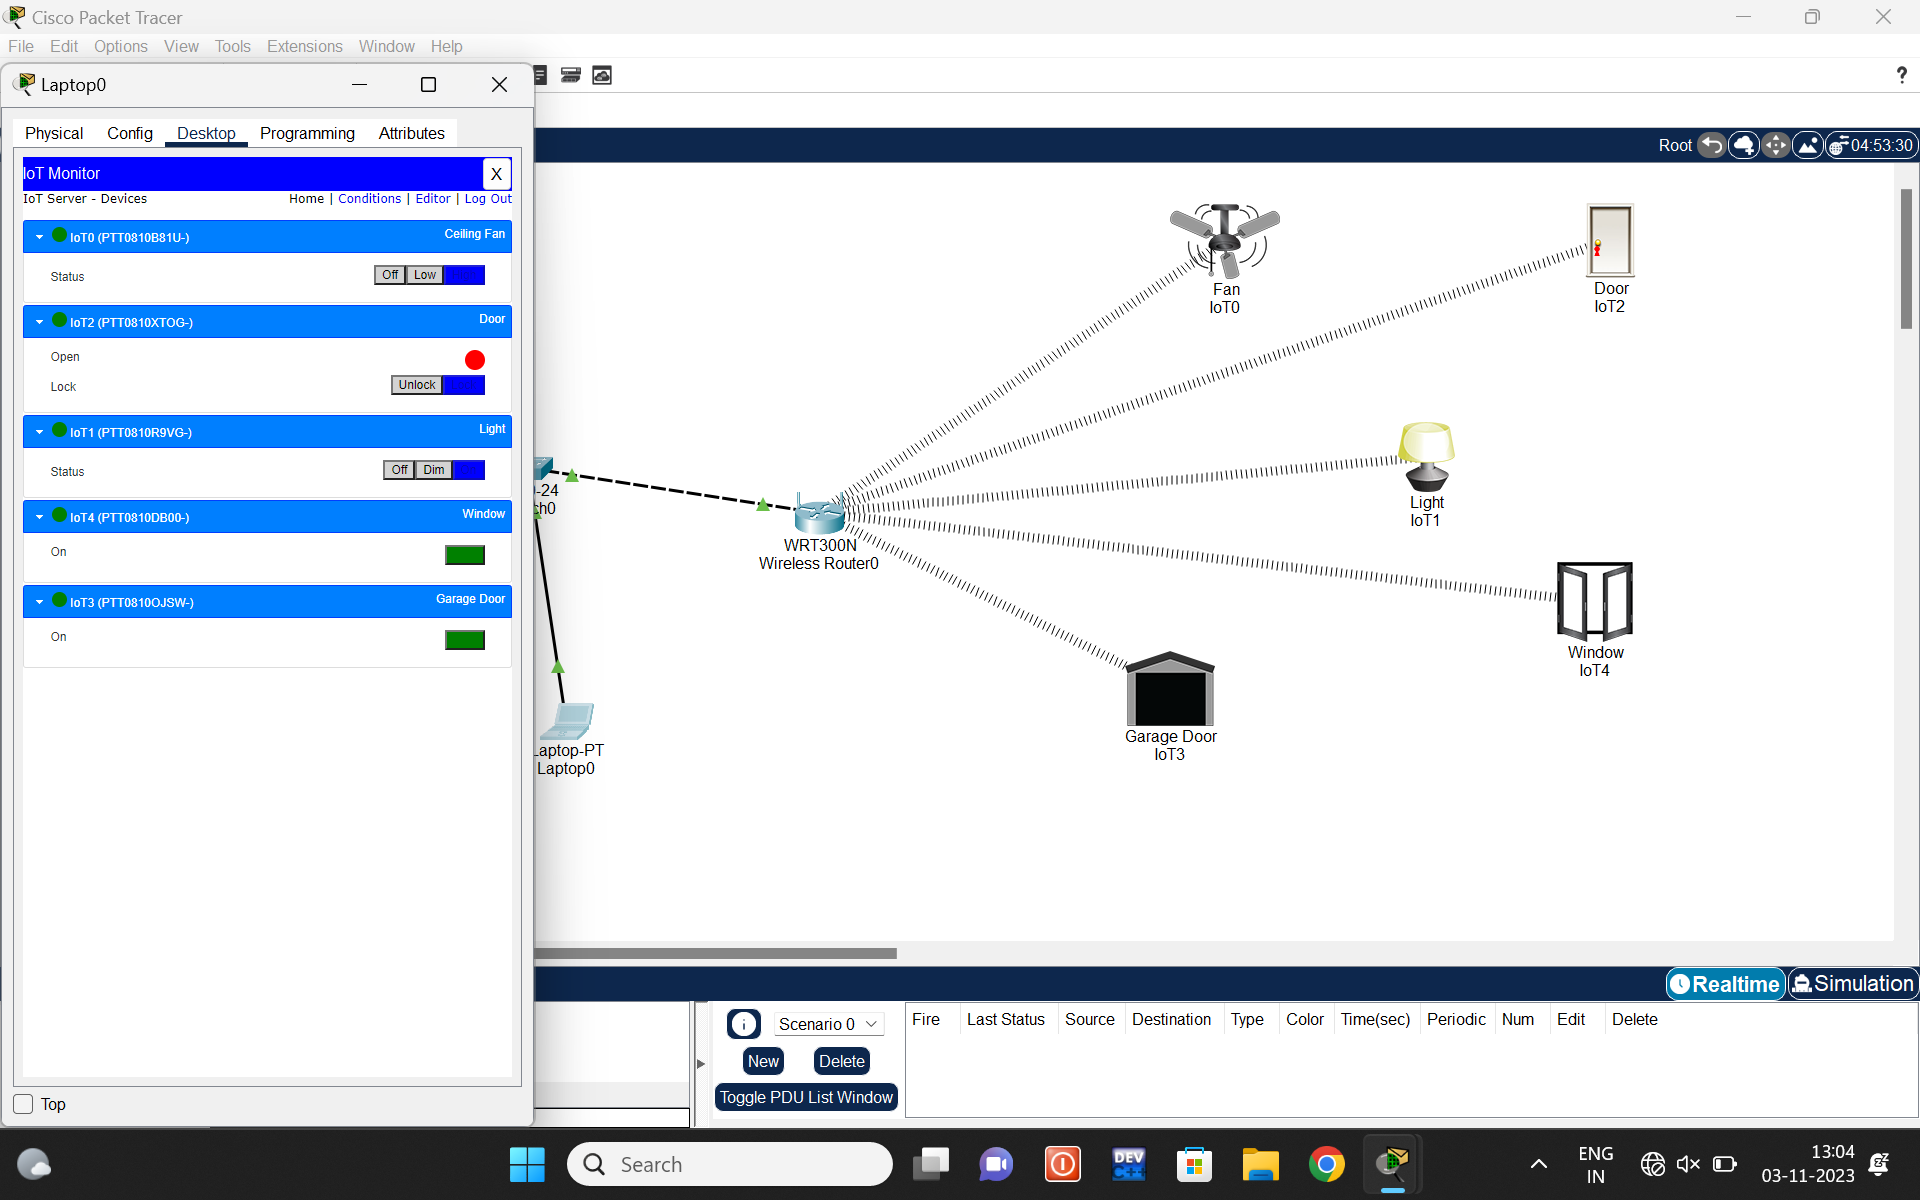 Cisco Packet Tracer
File Edit Options View Tools Extensions Window Help
Laptop0
?
Physical Config Desktop Programming Attributes
Root 04:53:30
IoT Monitor X
IoT Server - Devices Home | Conditions | Editor | Log Out
IoT0 (PTT0810B81U-) Ceiling Fan
Status Off Low
IoT2 (PTT0810XTOG-) Door
Open
Lock Unlock
IoT1 (PTT0810R9VG-) Light
Status Off Dim
IoT4 (PTT0810DB00-) Window
On
IoT3 (PTT0810OJSW-) Garage Door
On
Fan
IoT0
Door
IoT2
Light
IoT1
-24
ch0
WRT300N
Wireless Router0
Window
IoT4
Garage Door
IoT3
Laptop-PT
Laptop0
Top
Realtime Simulation
Scenario 0
New Delete
Toggle PDU List Window
Fire Last Status Source Destination Type Color Time(sec) Periodic Num Edit Delete
Search
DEV
C++
ENG
IN
13:04
03-11-2023